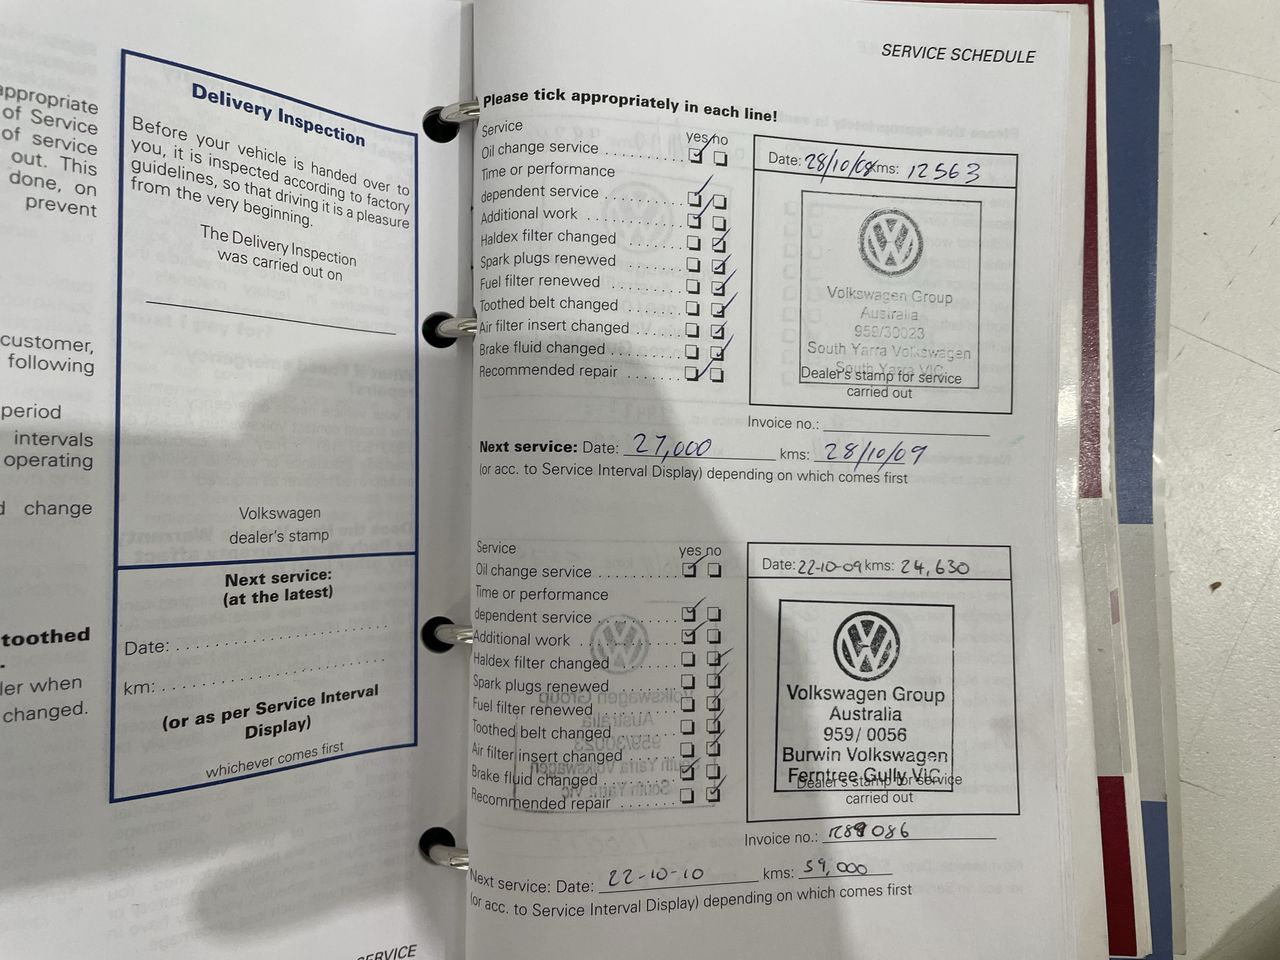 appropriate
of Service
of service
out. This
done, on
prevent
customer,
following
period
intervals
operating
d change
toothed
.
ler when
changed.
Delivery Inspection
Before your vehicle is handed over to
you, it is inspected according to factory
guidelines, so that driving it is a pleasure
from the very beginning.
The Delivery Inspection
was carried out on
Volkswagen
dealer's stamp
Next service:
(at the latest)
Date:
km:
(or as per Service Interval
Display)
whichever comes first
SERVICE
SERVICE SCHEDULE
Please tick appropriately in each line!
Service yes no
Oil change service
Time or performance
dependent service
Additional work
Haldex filter changed
Spark plugs renewed
Fuel filter renewed
Toothed belt changed
Air filter insert changed
Brake fluid changed
Recommended repair
Date: 28/10/08 kms: 12563
Volkswagen Group
Australia
959/30023
South Yarra Volkswagen
South Yarra VIC
Dealer's stamp for service
carried out
Invoice no.:
Next service: Date: 27,000 kms: 28/10/09
(or acc. to Service Interval Display) depending on which comes first
Service yes no
Oil change service
Time or performance
dependent service
Additional work
Haldex filter changed
Spark plugs renewed
Fuel filter renewed
Toothed belt changed
Air filter insert changed
Brake fluid changed
Recommended repair
Date: 22-10-09 kms: 24,630
Volkswagen Group
Australia
959/ 0056
Burwin Volkswagen
Ferntree Gully VIC
Dealer's stamp for service
carried out
Invoice no.:
Next service: Date: 22-10-10 kms: 39,000
(or acc. to Service Interval Display) depending on which comes first